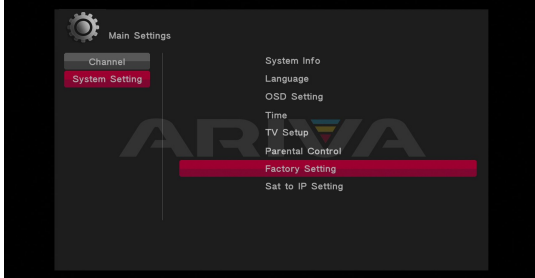 Main Settings
Channel
System Setting
System Info
Language
OSD Setting
Time
TV Setup
Parental Control
Factory Setting
Sat to IP Setting
ARIVA